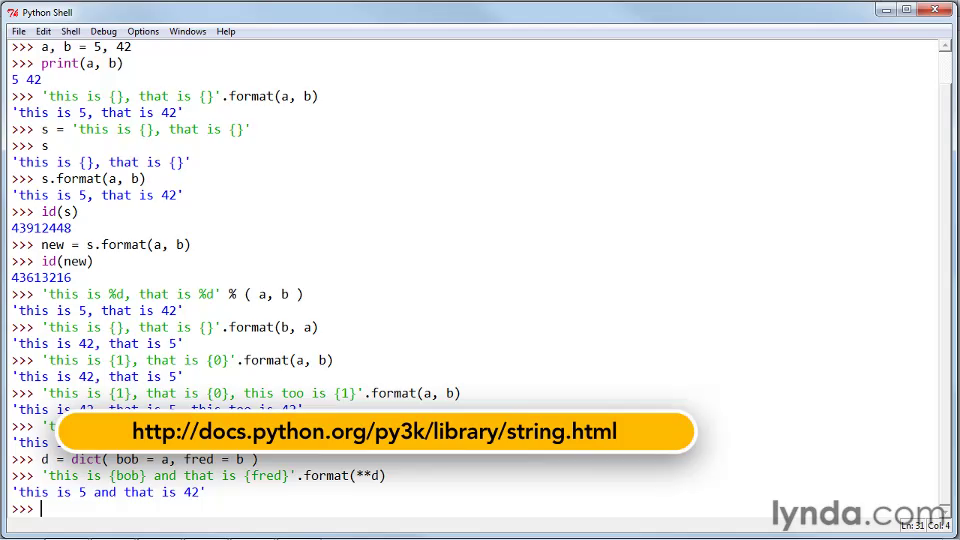 Python Shell
File Edit Shell Debug Options Windows Help
>>> a, b = 5, 42
>>> print(a, b)
5 42
>>> 'this is {}, that is {}'.format(a, b)
'this is 5, that is 42'
>>> s = 'this is {}, that is {}'
>>> s
'this is {}, that is {}'
>>> s.format(a, b)
'this is 5, that is 42'
>>> id(s)
43912448
>>> new = s.format(a, b)
>>> id(new)
43613216
>>> 'this is %d, that is %d' % ( a, b )
'this is 5, that is 42'
>>> 'this is {}, that is {}'.format(b, a)
'this is 42, that is 5'
>>> 'this is {1}, that is {0}'.format(a, b)
'this is 42, that is 5'
>>> 'this is {1}, that is {0}, this too is {1}'.format(a, b)
'this is 42, that is 5, this too is 42'
>>>
http://docs.python.org/py3k/library/string.html
'this
>>> d = dict( bob = a, fred = b )
>>> 'this is {bob} and that is {fred}'.format(**d)
'this is 5 and that is 42'
>>>
lynda.com
Ln: 31 Col: 4